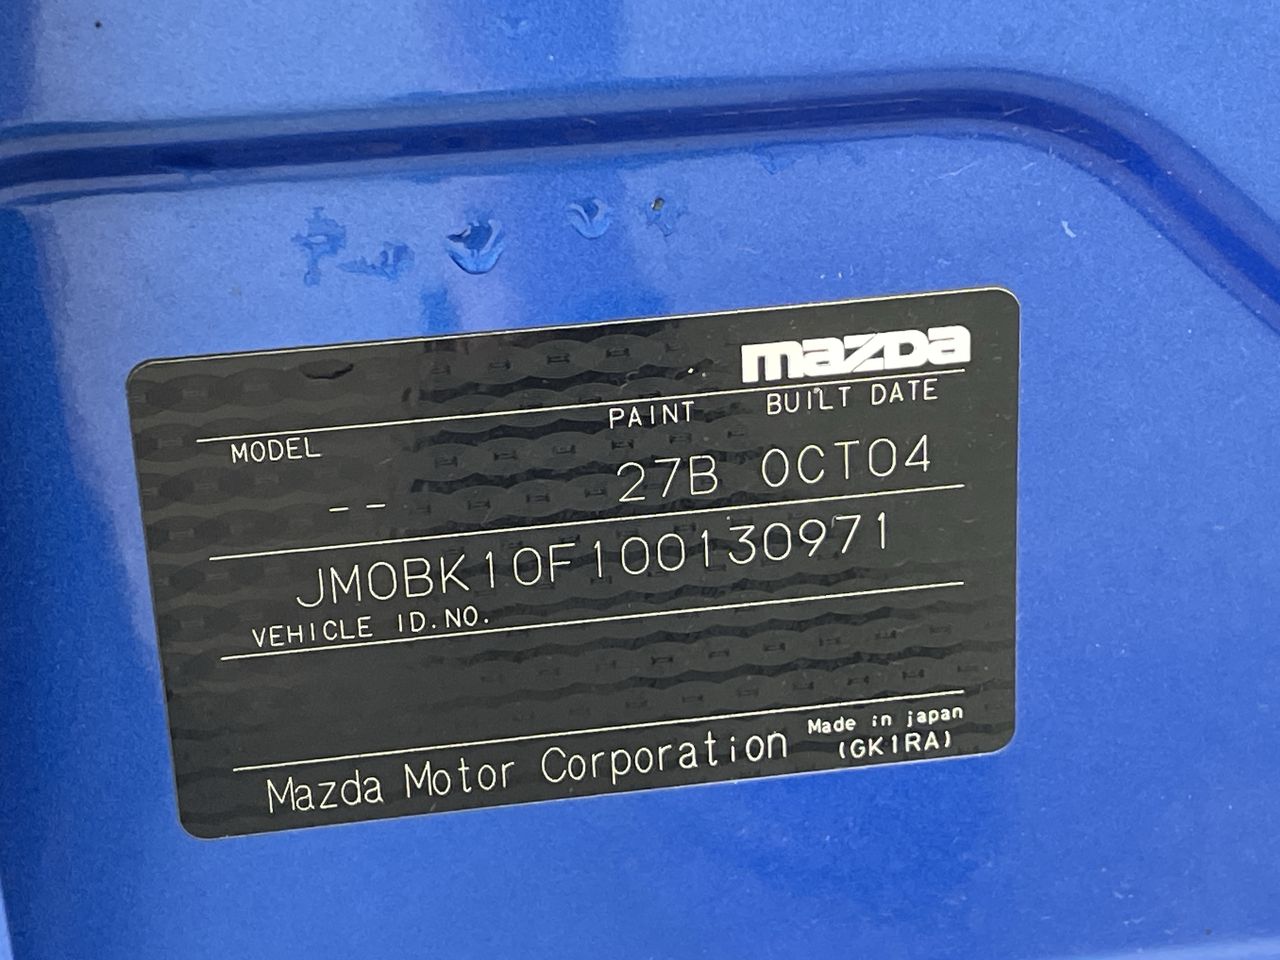 mazda
MODEL PAINT BUILT DATE
-- 27B OCT04
JM0BK10F100130971
VEHICLE ID.NO.
Made in japan
Mazda Motor Corporation (GK1RA)